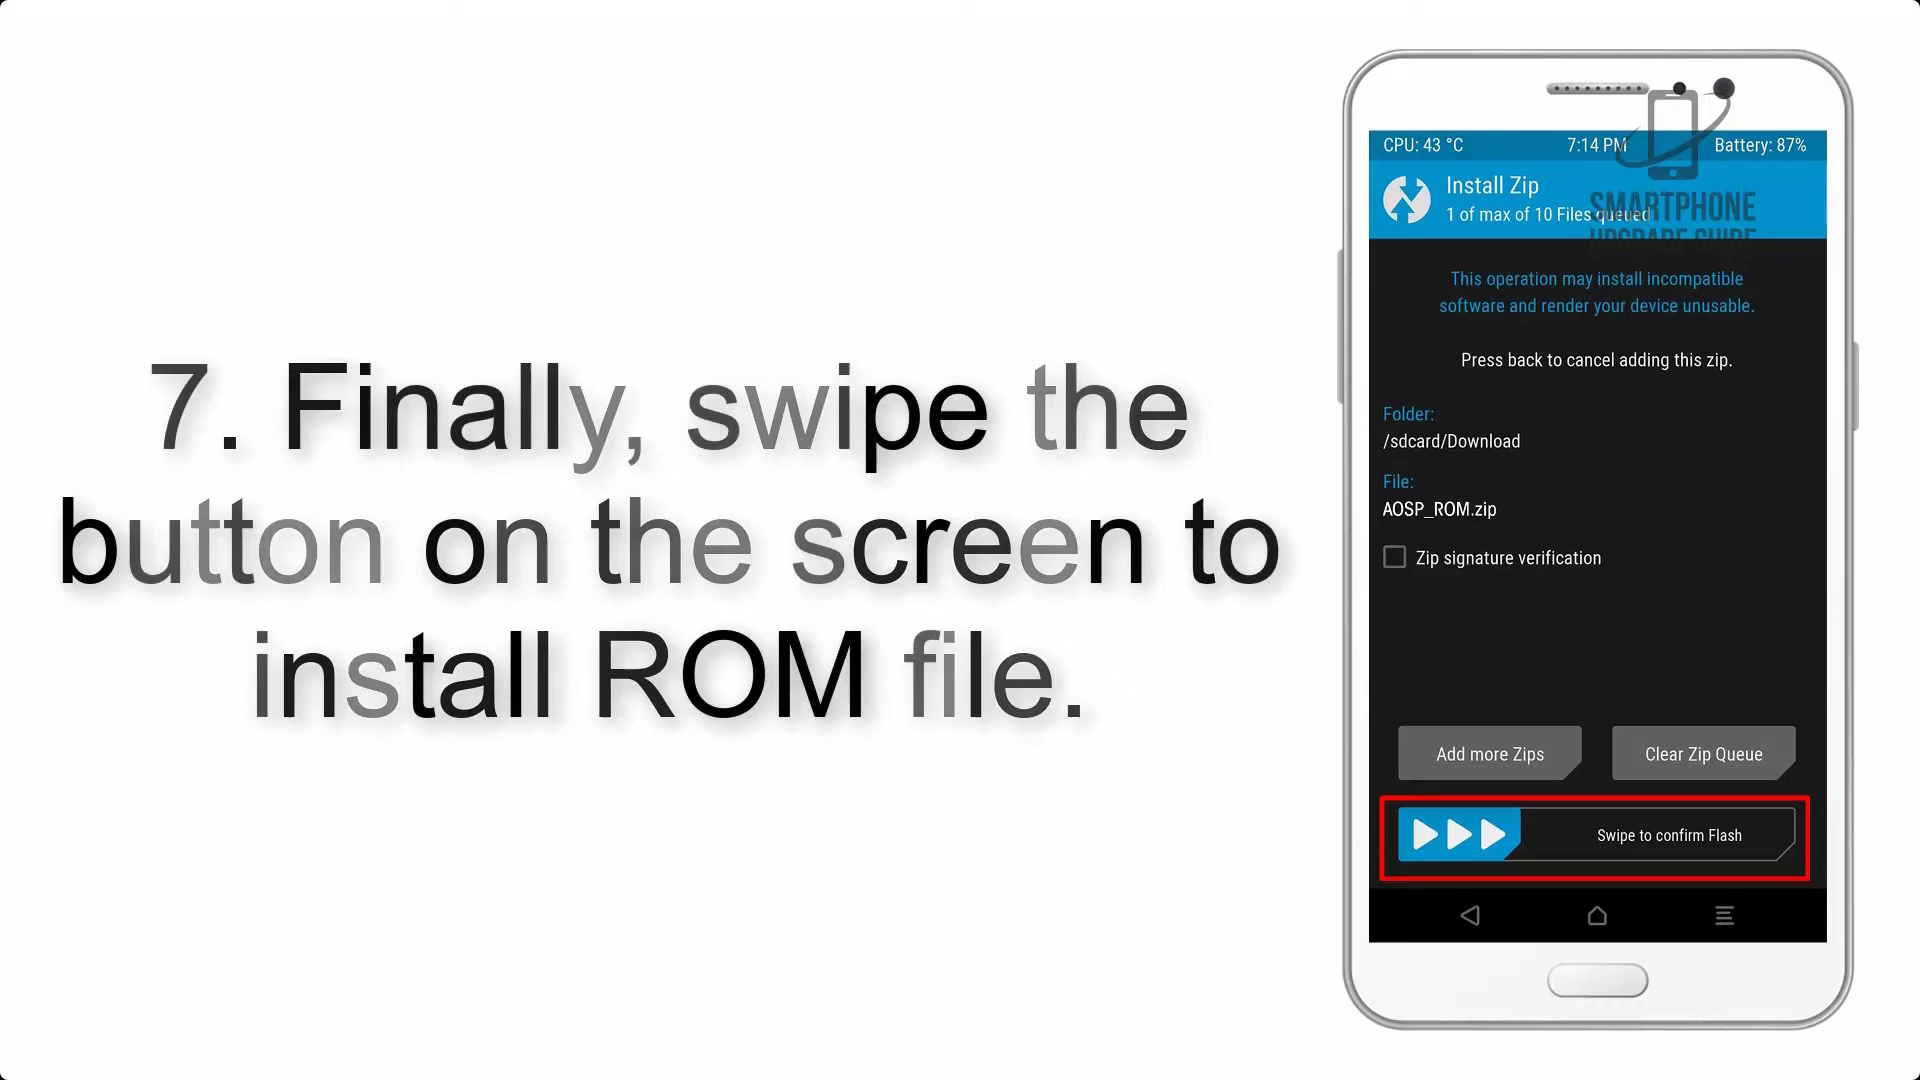 7. Finally, swipe the
button on the screen to
install ROM file.
CPU: 43 °C 7:14 PM Battery: 87%
Install Zip
1 of max of 10 Files queued
SMARTPHONE
UPGRADE GUIDE
This operation may install incompatible
software and render your device unusable.
Press back to cancel adding this zip.
Folder:
/sdcard/Download
File:
AOSP_ROM.zip
Zip signature verification
Add more Zips Clear Zip Queue
Swipe to confirm Flash